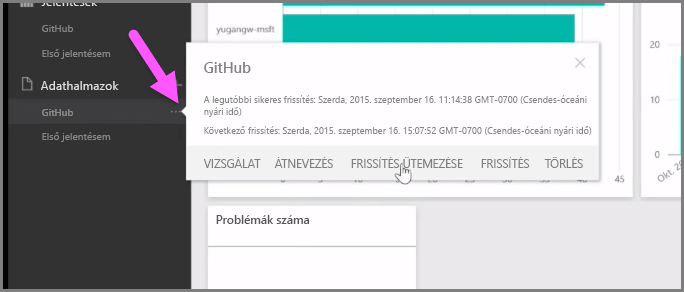 Jelentések
GitHub
Első jelentésem
Adathalmazok
GitHub
Első jelentésem
yugangw-msft
GitHub
A legutóbbi sikeres frissítés: Szerda, 2015. szeptember 16. 11:14:38 GMT-0700 (Csendes-óceáni
nyári idő)
Következő frissítés: Szerda, 2015. szeptember 16. 15:07:52 GMT-0700 (Csendes-óceáni nyári idő)
VIZSGÁLAT ÁTNEVEZÉS FRISSÍTÉS ÜTEMEZÉSE FRISSÍTÉS TÖRLÉS
45
Problémák száma
20
10
0